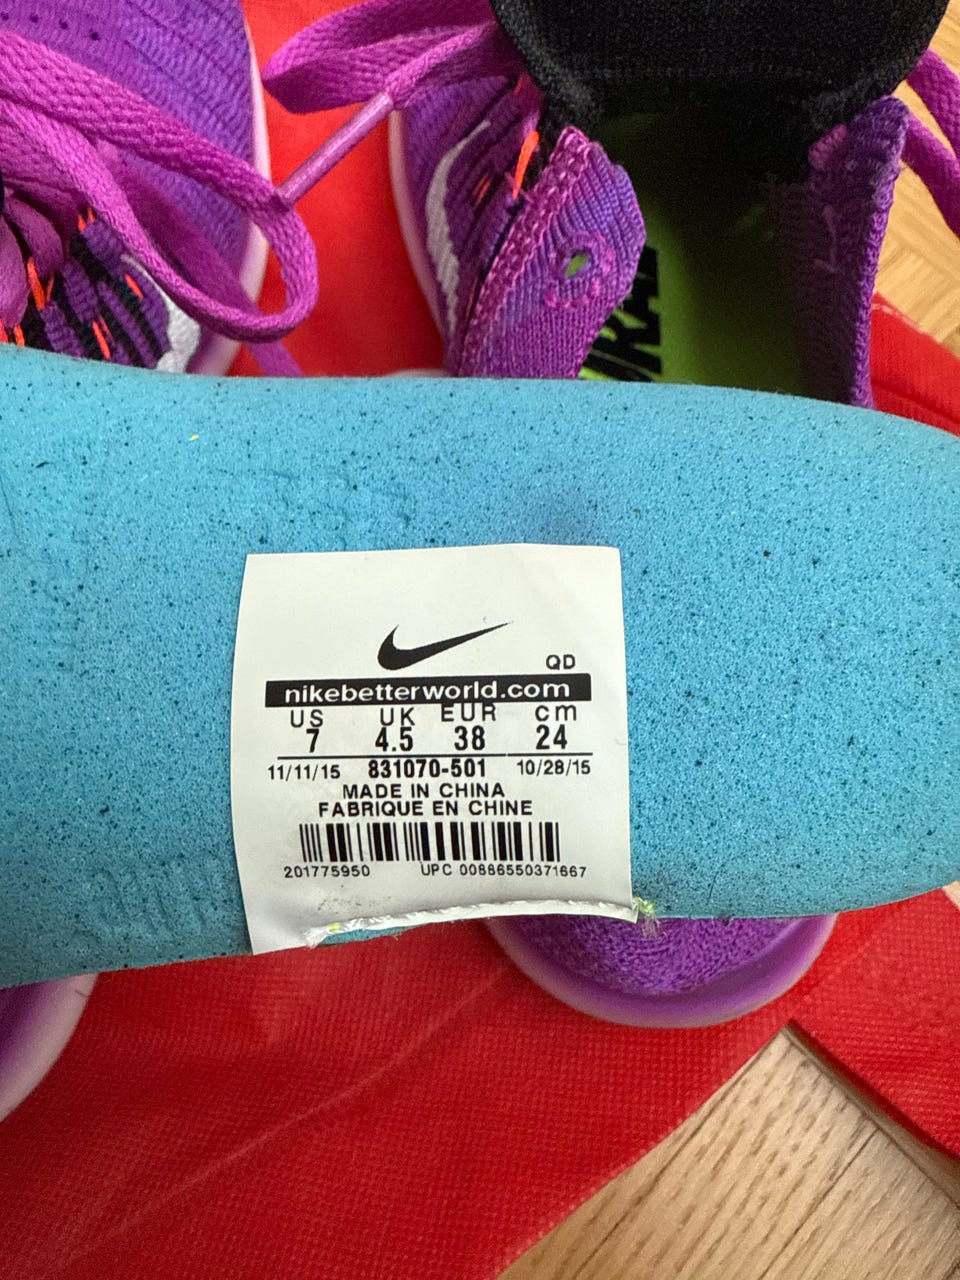 QD
nikebetterworld.com
US UK EUR cm
7 4.5 38 24
11/11/15 831070-501 10/28/15
MADE IN CHINA
FABRIQUE EN CHINE
201775950 UPC 00886550371667